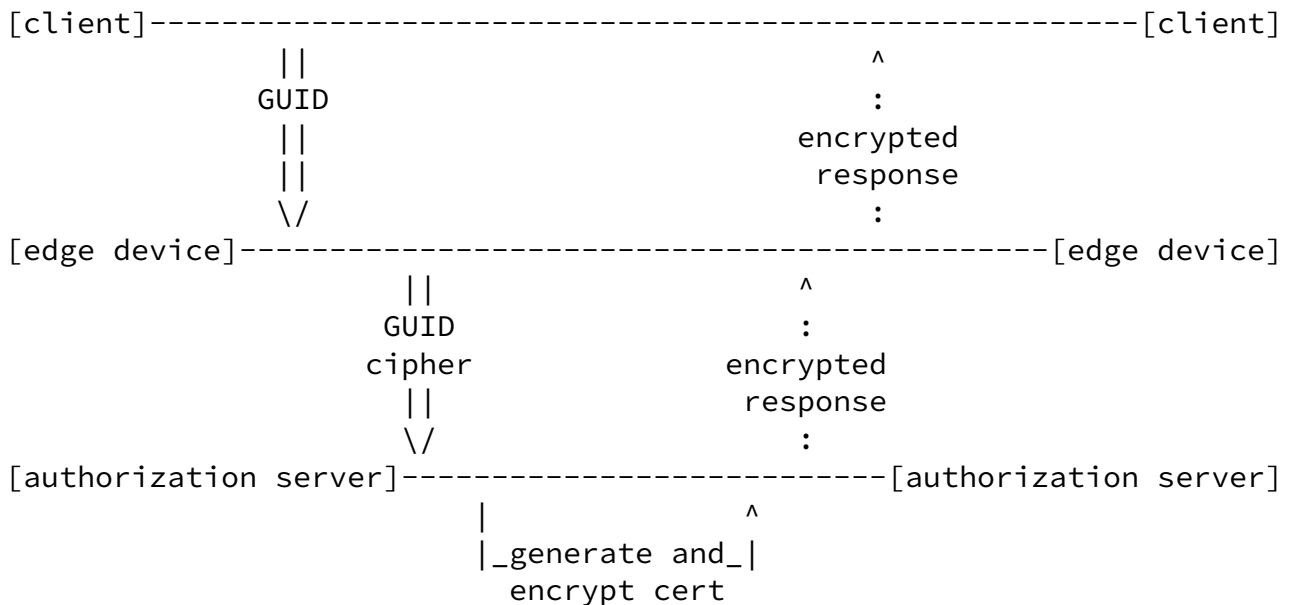 [client]-------------------------------------------------------[client]
|| ^
GUID :
|| encrypted
|| response
\/ :
[edge device]---------------------------------------------[edge device]
|| ^
GUID :
cipher encrypted
|| response
\/ :
[authorization server]---------------------------[authorization server]
| ^
|_generate and_|
encrypt cert